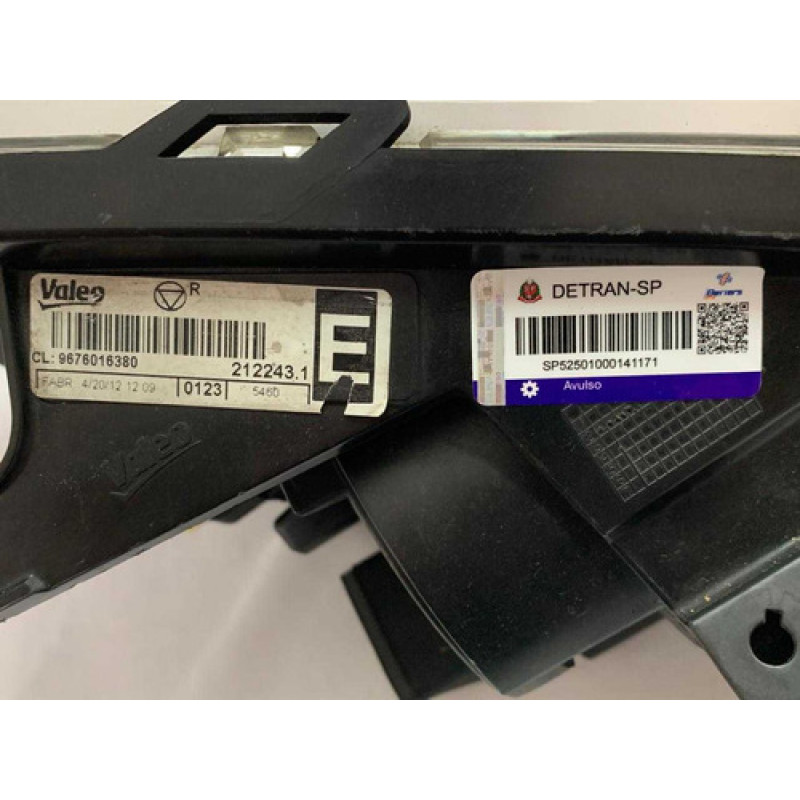 Valeo R
CL: 9676016380 212243.1
FABR. 4/20/12 12 09 0123 5460
E
Valeo
DETRAN-SP
SP52501000141171
Avulso